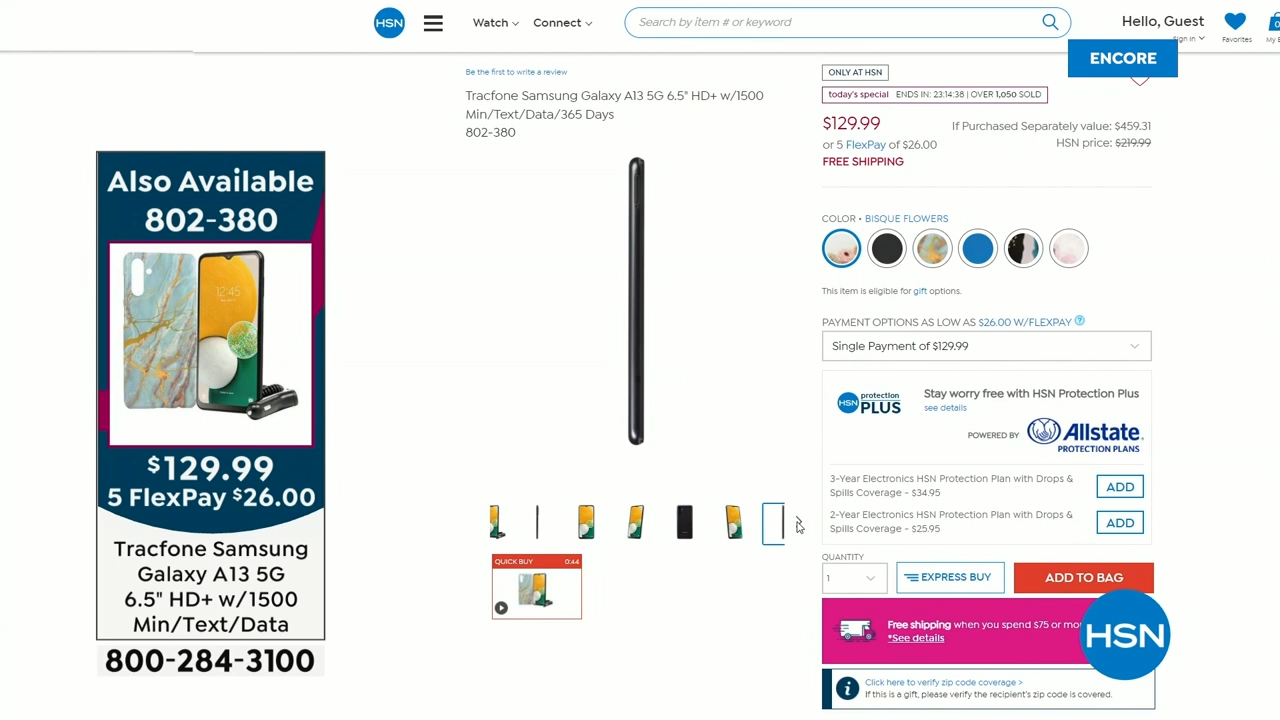 HSN
Watch
Connect
Search by item # or keyword
Hello, Guest
Sign In
Favorites
0
ENCORE
Be the first to write a review
Tracfone Samsung Galaxy A13 5G 6.5" HD+ w/1500
Min/Text/Data/365 Days
802-380
ONLY AT HSN
today's special ENDS IN: 23:14:38 | OVER 1,050 SOLD
$129.99
If Purchased Separately value: $459.31
or 5 FlexPay of $26.00
HSN price: $219.99
FREE SHIPPING
COLOR • BISQUE FLOWERS
This item is eligible for gift options.
PAYMENT OPTIONS AS LOW AS $26.00 W/FLEXPAY ?
Single Payment of $129.99
HSN protection PLUS
Stay worry free with HSN Protection Plus
see details
POWERED BY Allstate.
PROTECTION PLANS
3-Year Electronics HSN Protection Plan with Drops &
Spills Coverage - $34.95
ADD
2-Year Electronics HSN Protection Plan with Drops &
Spills Coverage - $25.95
ADD
QUANTITY
1
EXPRESS BUY
ADD TO BAG
Free shipping when you spend $75 or
*See details
HSN
Click here to verify zip code coverage >
If this is a gift, please verify the recipient's zip code is covered.
QUICK BUY 0:44
Also Available
802-380
12:45
$129.99
5 FlexPay $26.00
Tracfone Samsung
Galaxy A13 5G
6.5" HD+ w/1500
Min/Text/Data
800-284-3100